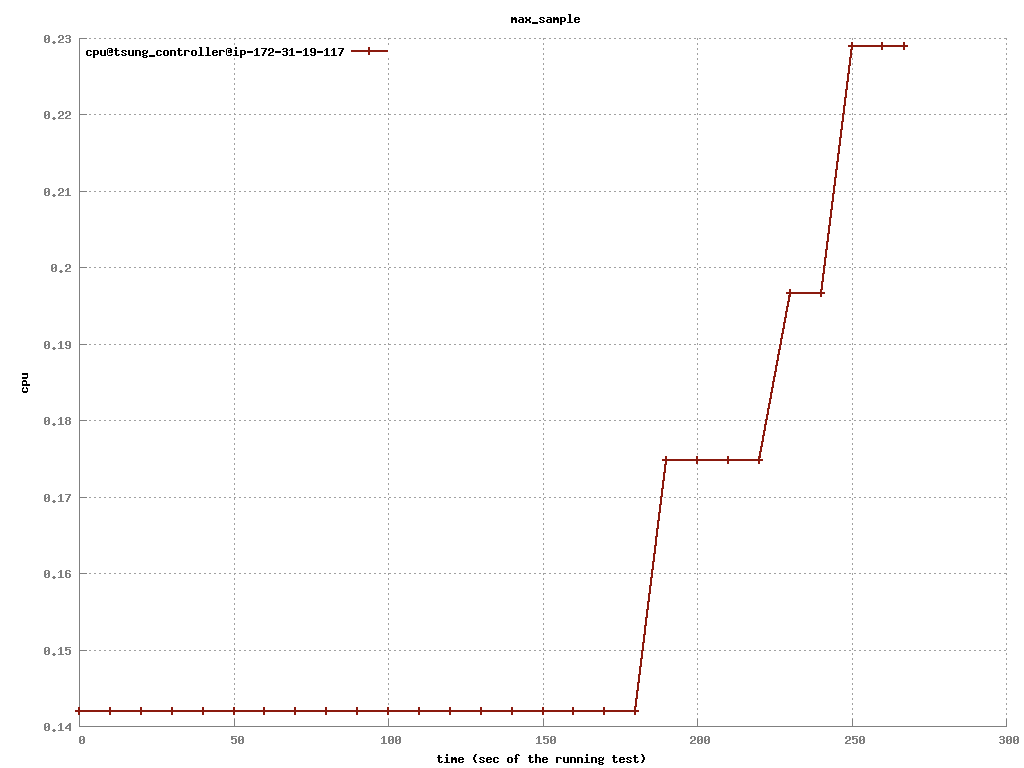 max_sample
cpu@tsung_controller@ip-172-31-19-117
0.23
0.22
0.21
0.2
0.19
0.18
0.17
0.16
0.15
0.14
cpu
0 50 100 150 200 250 300
time (sec of the running test)